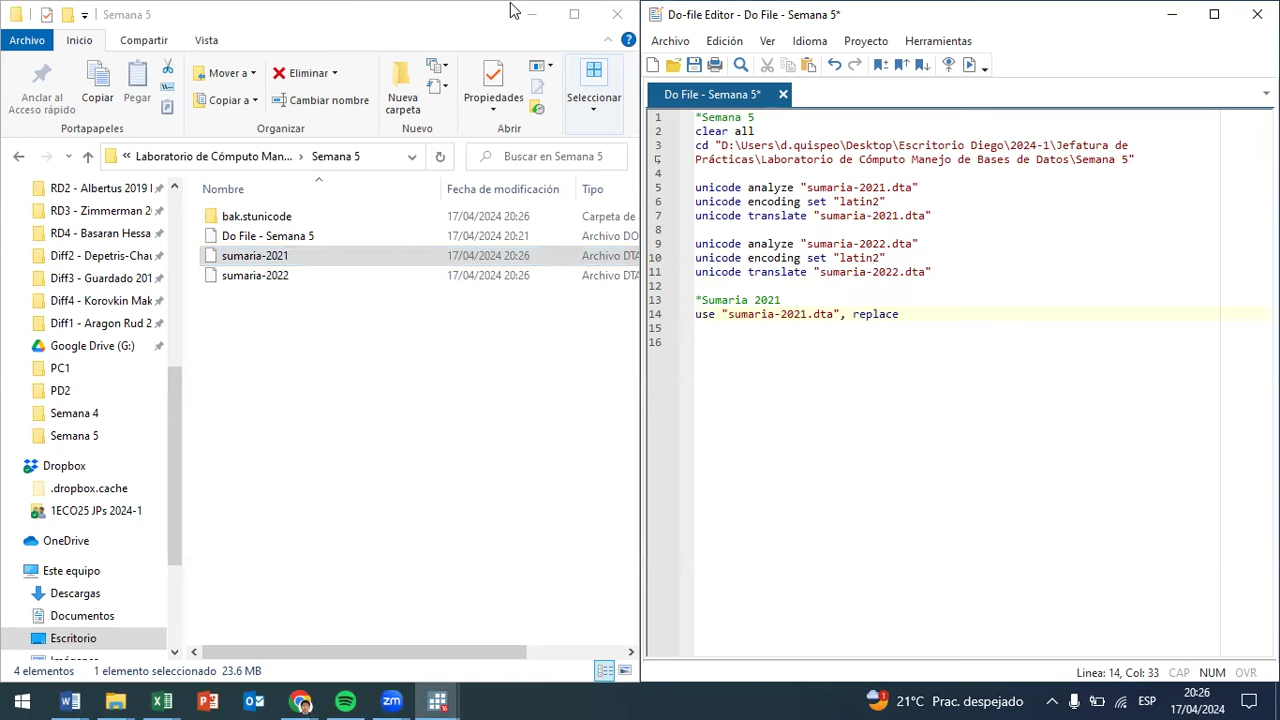 Semana 5
Archivo Inicio Compartir Vista
Anclar al Acceso rápido
Copiar
Pegar
Portapapeles
Mover a
Copiar a
Eliminar
Cambiar nombre
Organizar
Nueva carpeta
Nuevo
Propiedades
Abrir
Seleccionar
« Laboratorio de Cómputo Man... > Semana 5
Buscar en Semana 5
Nombre Fecha de modificación Tipo
bak.stunicode 17/04/2024 20:26 Carpeta de
Do File - Semana 5 17/04/2024 20:21 Archivo DO
sumaria-2021 17/04/2024 20:26 Archivo DTA
sumaria-2022 17/04/2024 20:26 Archivo DTA
RD2 - Albertus 2019
RD3 - Zimmerman 2
RD4 - Basaran Hessa
Diff2 - Depetris-Chau
Diff3 - Guardado 201
Diff4 - Korovkin Mak
Diff1 - Aragon Rud 2
Google Drive (G:)
PC1
PD2
Semana 4
Semana 5
Dropbox
.dropbox.cache
1ECO25 JPs 2024-1
OneDrive
Este equipo
Descargas
Documentos
Escritorio
4 elementos 1 elemento seleccionado 23.6 MB
Do-file Editor - Do File - Semana 5*
Archivo Edición Ver Idioma Proyecto Herramientas
Do File - Semana 5*
1 *Semana 5
2 clear all
3 cd "D:\Users\d.quispeo\Desktop\Escritorio Diego\2024-1\Jefatura de
Prácticas\Laboratorio de Cómputo Manejo de Bases de Datos\Semana 5"
4
5 unicode analyze "sumaria-2021.dta"
6 unicode encoding set "latin2"
7 unicode translate "sumaria-2021.dta"
8
9 unicode analyze "sumaria-2022.dta"
10 unicode encoding set "latin2"
11 unicode translate "sumaria-2022.dta"
12
13 *Sumaria 2021
14 use "sumaria-2021.dta", replace
15
16
Línea: 14, Col: 33 CAP NUM OVR
21°C Prac. despejado ESP
20:26
17/04/2024